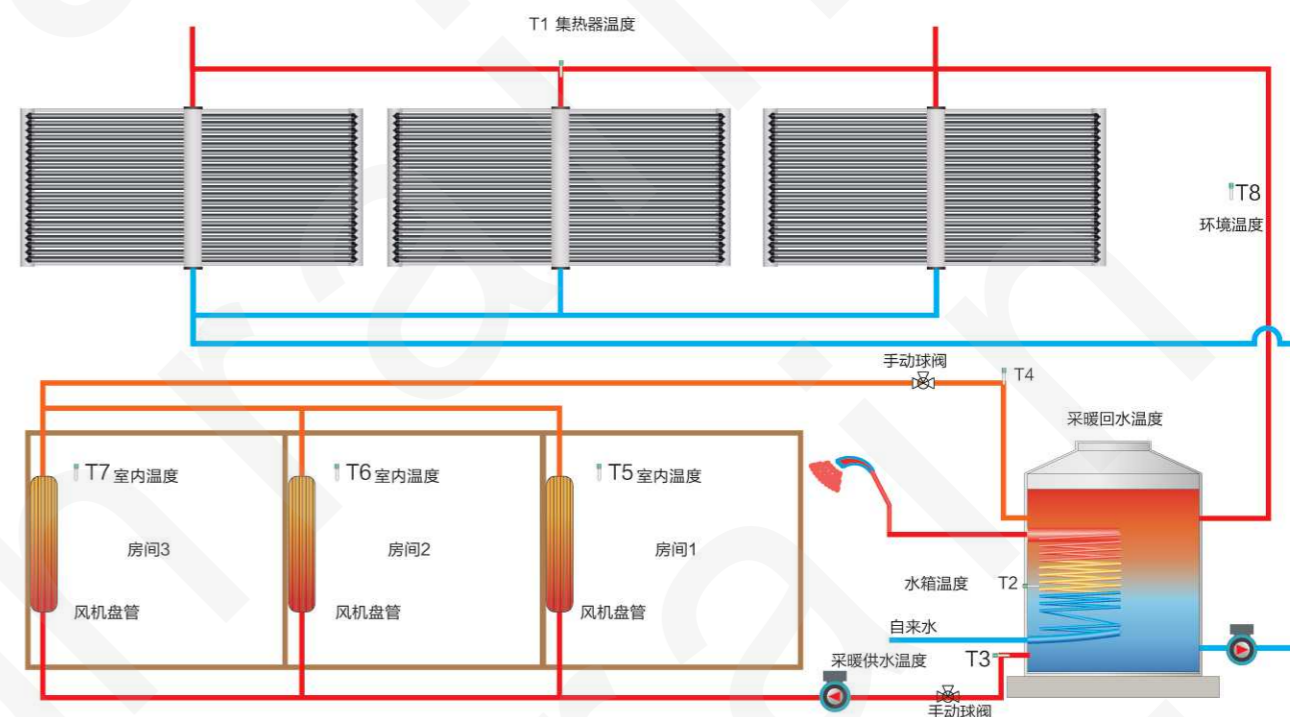 T1 集热器温度
T8
环境温度
手动球阀
T4
采暖回水温度
T7 室内温度
T6 室内温度
T5 室内温度
房间3
房间2
房间1
风机盘管
风机盘管
风机盘管
水箱温度
T2
自来水
采暖供水温度
T3
手动球阀